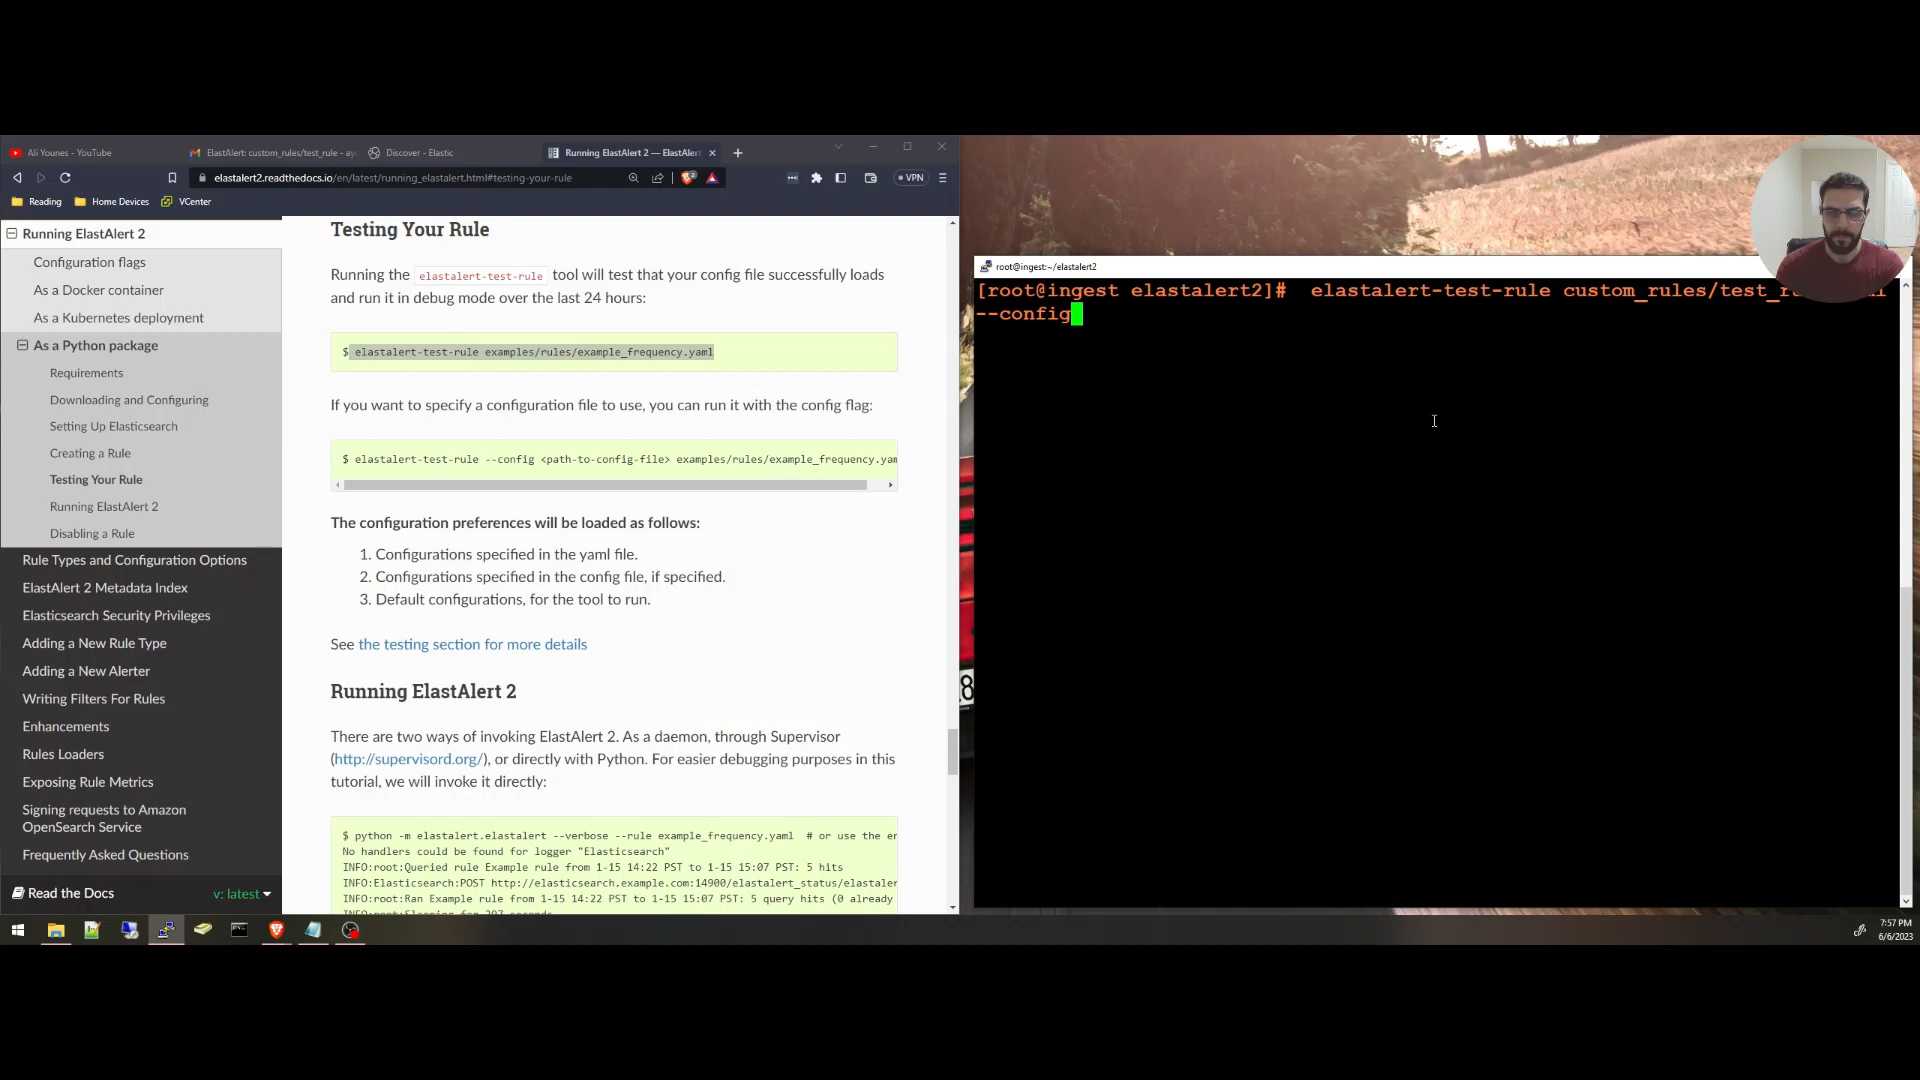 Ali Younes - YouTube
ElastAlert: custom_rules/test_rule - ay
Discover - Elastic
Running ElastAlert 2 — ElastAler
elastalert2.readthedocs.io/en/latest/running_elastalert.html#testing-your-rule
VPN
Reading
Home Devices
VCenter
Running ElastAlert 2
Configuration flags
As a Docker container
As a Kubernetes deployment
As a Python package
Requirements
Downloading and Configuring
Setting Up Elasticsearch
Creating a Rule
Testing Your Rule
Running ElastAlert 2
Disabling a Rule
Rule Types and Configuration Options
ElastAlert 2 Metadata Index
Elasticsearch Security Privileges
Adding a New Rule Type
Adding a New Alerter
Writing Filters For Rules
Enhancements
Rules Loaders
Exposing Rule Metrics
Signing requests to Amazon
OpenSearch Service
Frequently Asked Questions
Read the Docs
v: latest
Testing Your Rule
Running the elastalert-test-rule tool will test that your config file successfully loads
and run it in debug mode over the last 24 hours:
$ elastalert-test-rule examples/rules/example_frequency.yaml
If you want to specify a configuration file to use, you can run it with the config flag:
$ elastalert-test-rule --config <path-to-config-file> examples/rules/example_frequency.yam
The configuration preferences will be loaded as follows:
1. Configurations specified in the yaml file.
2. Configurations specified in the config file, if specified.
3. Default configurations, for the tool to run.
See the testing section for more details
Running ElastAlert 2
There are two ways of invoking ElastAlert 2. As a daemon, through Supervisor
(http://supervisord.org/), or directly with Python. For easier debugging purposes in this
tutorial, we will invoke it directly:
$ python -m elastalert.elastalert --verbose --rule example_frequency.yaml # or use the en
No handlers could be found for logger "Elasticsearch"
INFO:root:Queried rule Example rule from 1-15 14:22 PST to 1-15 15:07 PST: 5 hits
INFO:Elasticsearch:POST http://elasticsearch.example.com:14900/elastalert_status/elastaler
INFO:root:Ran Example rule from 1-15 14:22 PST to 1-15 15:07 PST: 5 query hits (0 already
INFO:root:Sleeping for 297 seconds
root@ingest:~/elastalert2
[root@ingest elastalert2]# elastalert-test-rule custom_rules/test_r
--config
8
7:57 PM
6/6/2023